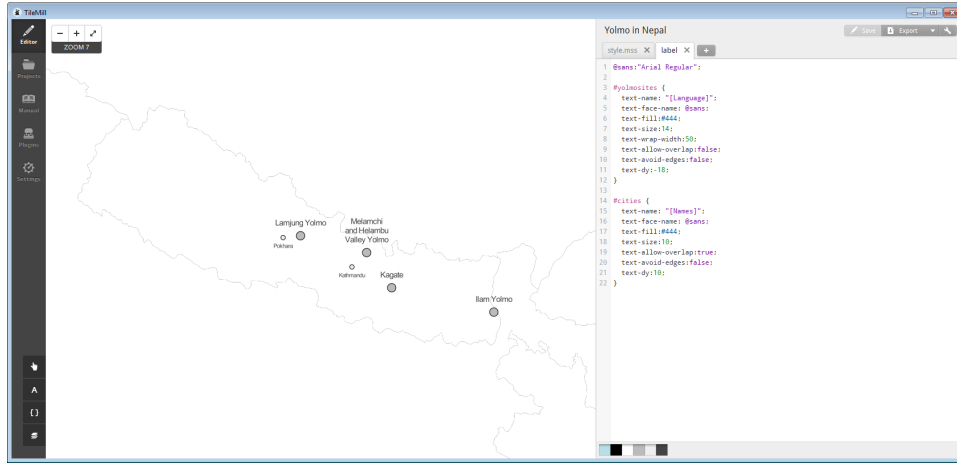 TileMill
Editor
Projects
Manual
Plugins
Settings
A
{ }
ZOOM 7
Lamjung Yolmo
Pokhara
Melamchi
and Helambu
Valley Yolmo
Kathmandu
Kagate
Ilam Yolmo
Yolmo in Nepal
Save
Export
style.mss
label
1 @sans:"Arial Regular";
2
3 #yolmosites {
4 text-name: "[Language]";
5 text-face-name: @sans;
6 text-fill:#444;
7 text-size:14;
8 text-wrap-width:50;
9 text-allow-overlap:false;
10 text-avoid-edges:false;
11 text-dy:-18;
12 }
13
14 #cities {
15 text-name: "[Names]";
16 text-face-name: @sans;
17 text-fill:#444;
18 text-size:10;
19 text-allow-overlap:true;
20 text-avoid-edges:false;
21 text-dy:10;
22 }